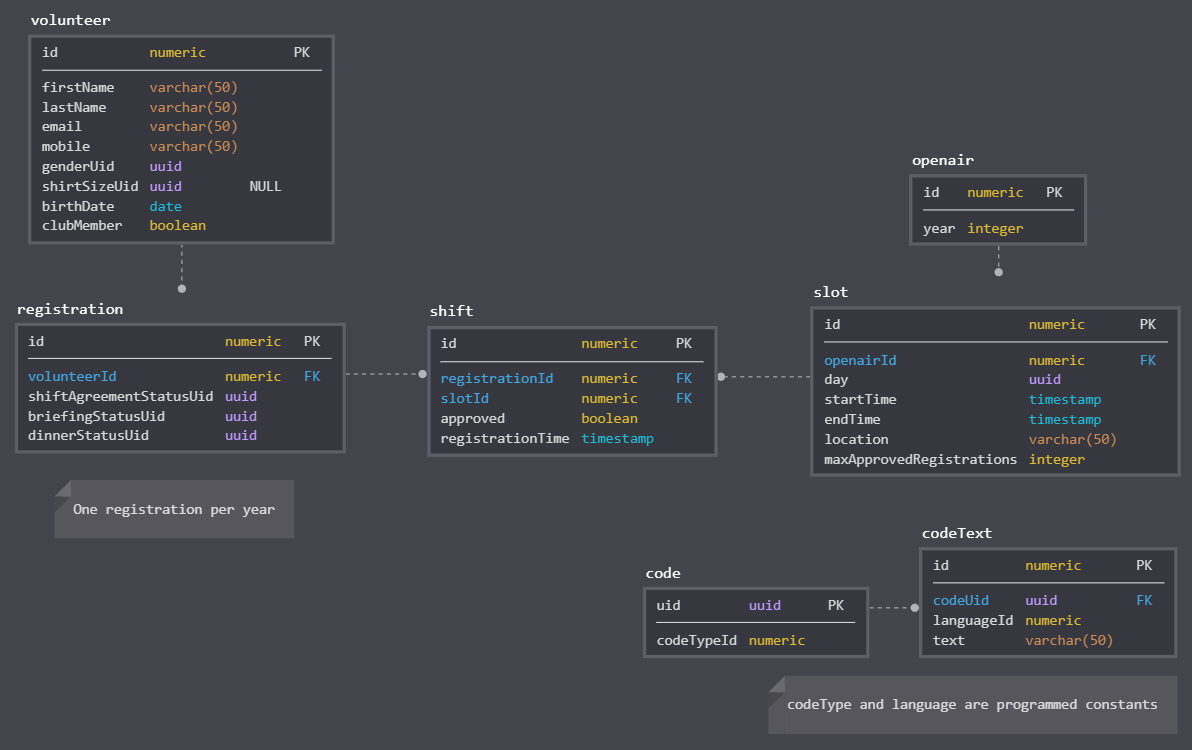 volunteer
id numeric PK
firstName varchar(50)
lastName varchar(50)
email varchar(50)
mobile varchar(50)
genderUid uuid
shirtSizeUid uuid NULL
birthDate date
clubMember boolean
openair
id numeric PK
year integer
registration
id numeric PK
volunteerId numeric FK
shiftAgreementStatusUid uuid
briefingStatusUid uuid
dinnerStatusUid uuid
One registration per year
shift
id numeric PK
registrationId numeric FK
slotId numeric FK
approved boolean
registrationTime timestamp
slot
id numeric PK
openairId numeric FK
day uuid
startTime timestamp
endTime timestamp
location varchar(50)
maxApprovedRegistrations integer
code
uid uuid PK
codeTypeId numeric
codeText
id numeric PK
codeUid uuid FK
languageId numeric
text varchar(50)
codeType and language are programmed constants